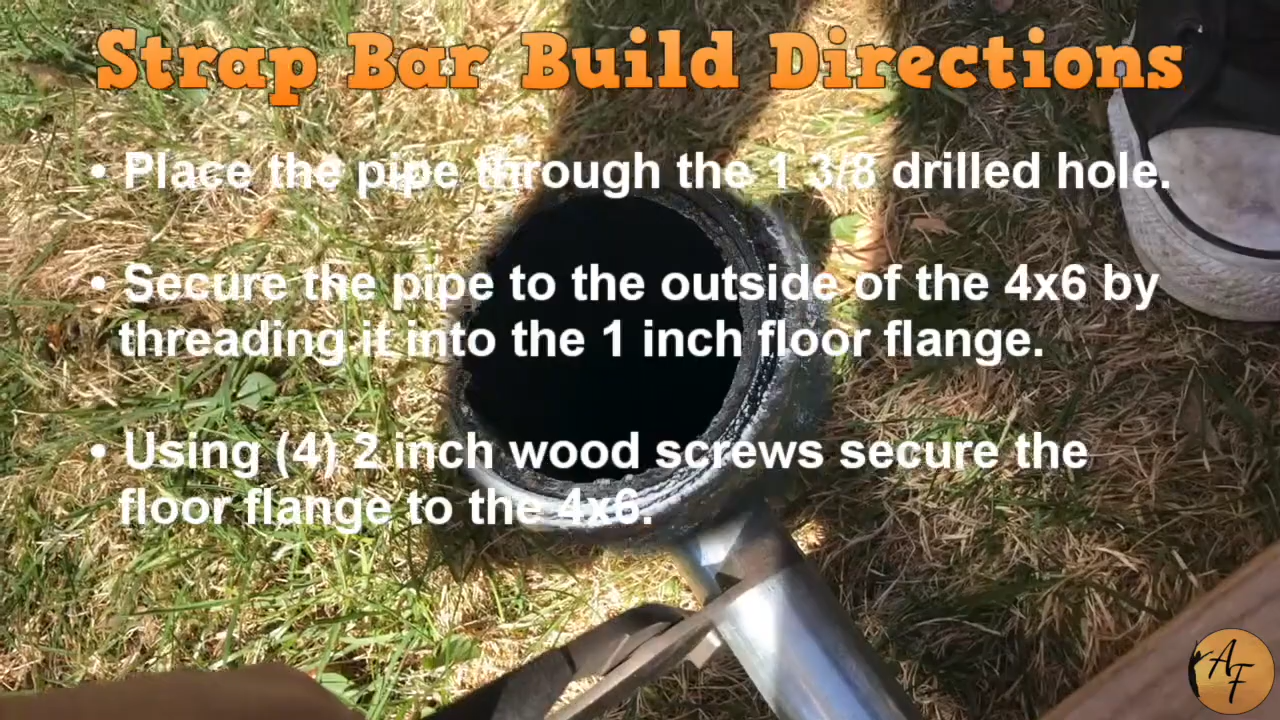 Strap Bar Build Directions
• Place the pipe through the 1 3/8 drilled hole.
• Secure the pipe to the outside of the 4x6 by
threading it into the 1 inch floor flange.
• Using (4) 2 inch wood screws secure the
floor flange to the 4x6.
AF